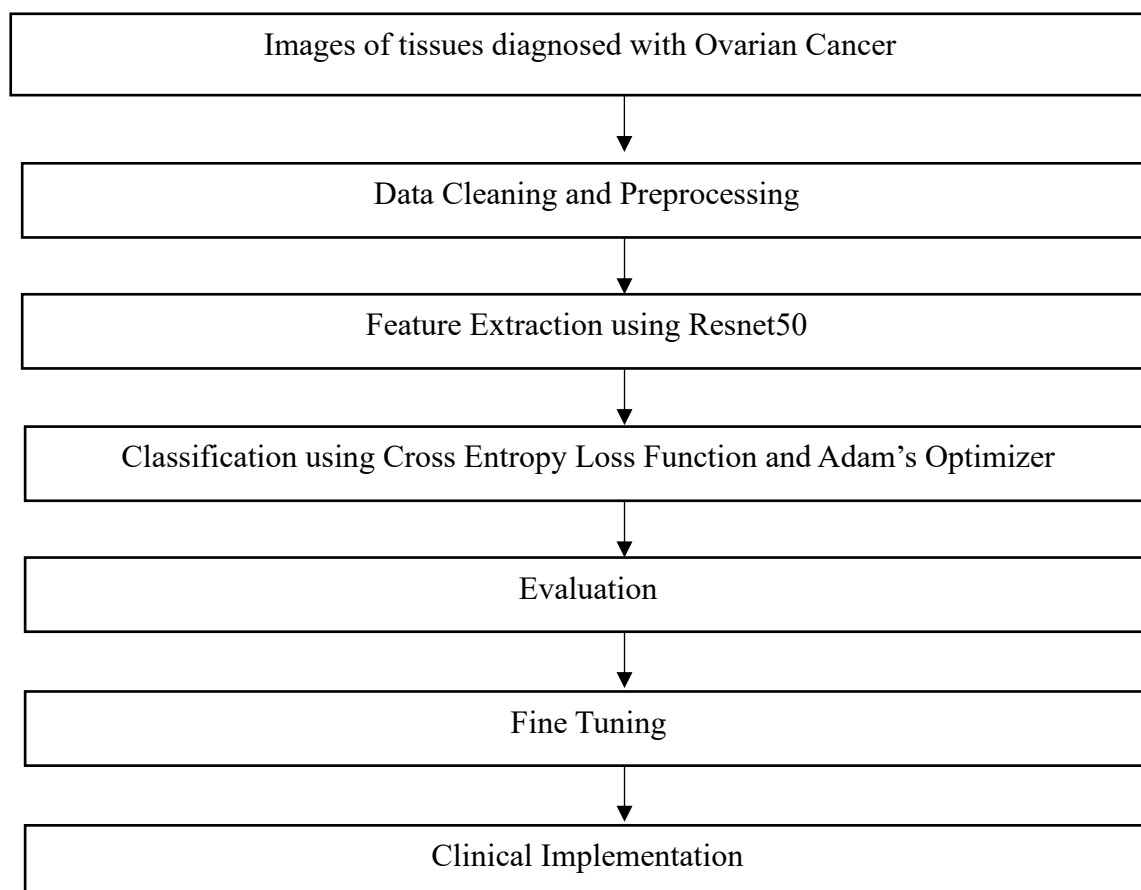 Images of tissues diagnosed with Ovarian Cancer
Data Cleaning and Preprocessing
Feature Extraction using Resnet50
Classification using Cross Entropy Loss Function and Adam’s Optimizer
Evaluation
Fine Tuning
Clinical Implementation